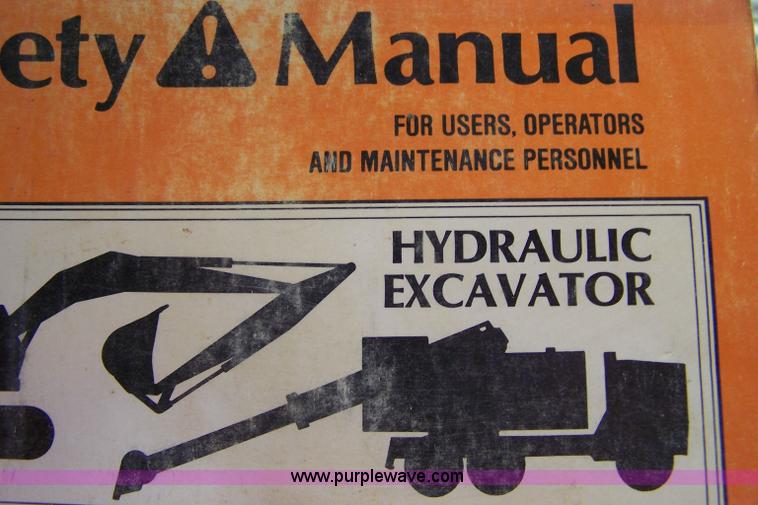 ety ! Manual
FOR USERS, OPERATORS
AND MAINTENANCE PERSONNEL
HYDRAULIC
EXCAVATOR
www.purplewave.com